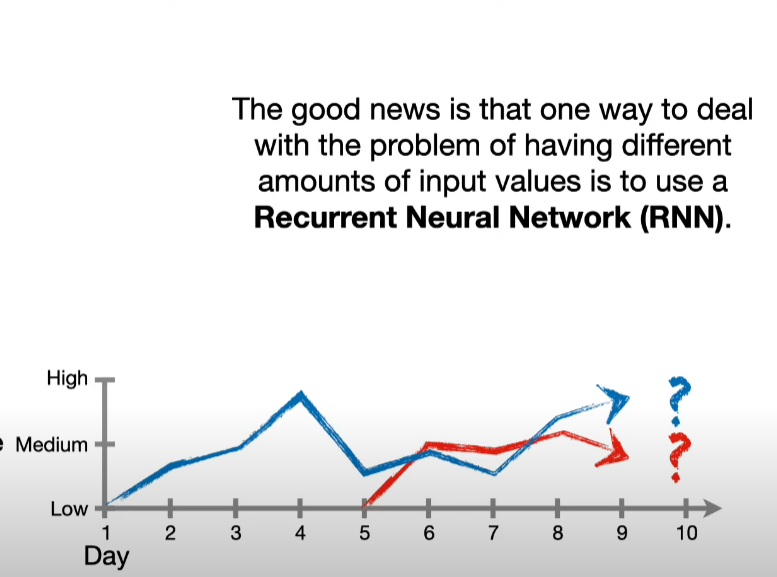 The good news is that one way to deal
with the problem of having different
amounts of input values is to use a
Recurrent Neural Network (RNN).
High
?
e Medium
?
Low
1 2 3 4 5 6 7 8 9 10
Day